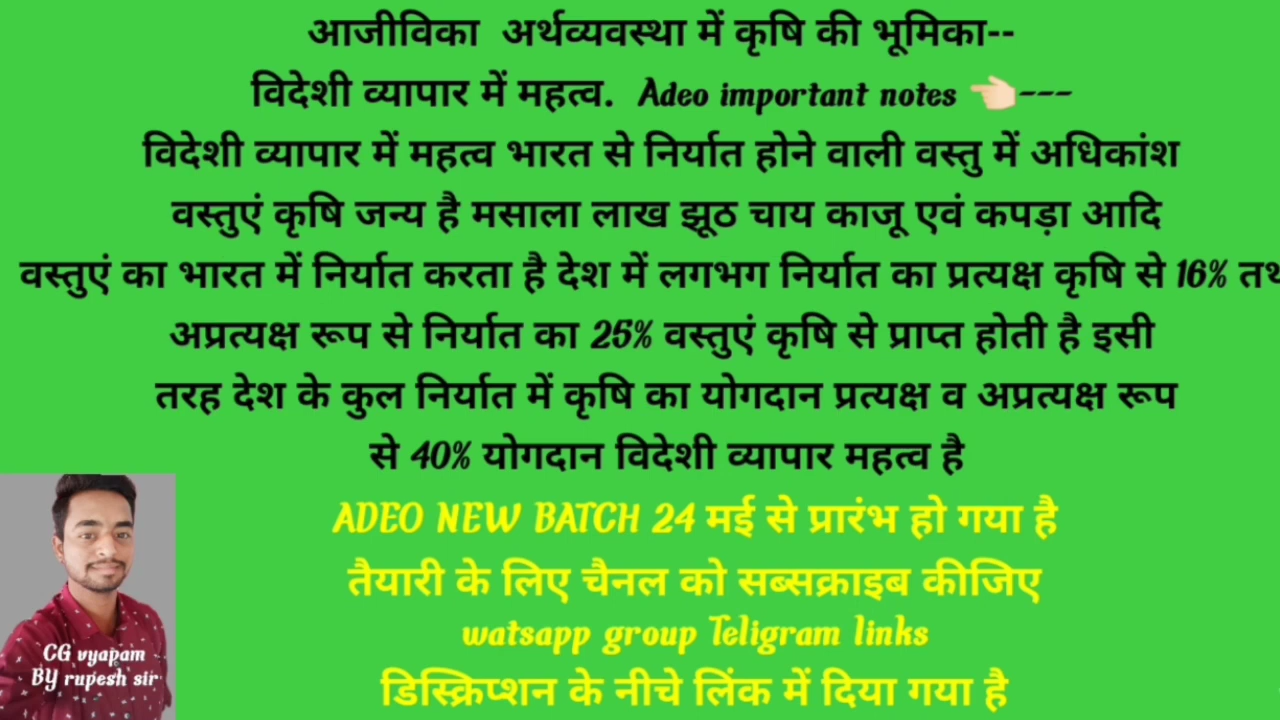 आजीविका अर्थव्यवस्था में कृषि की भूमिका--
विदेशी व्यापार में महत्व. Adeo important notes 👈🏻---
विदेशी व्यापार में महत्व भारत से निर्यात होने वाली वस्तु में अधिकांश
वस्तुएं कृषि जन्य है मसाला लाख झूठ चाय काजू एवं कपड़ा आदि
वस्तुएं का भारत में निर्यात करता है देश में लगभग निर्यात का प्रत्यक्ष कृषि से 16%
अप्रत्यक्ष रूप से निर्यात का 25% वस्तुएं कृषि से प्राप्त होती है इसी
तरह देश के कुल निर्यात में कृषि का योगदान प्रत्यक्ष व अप्रत्यक्ष रूप
से 40% योगदान विदेशी व्यापार महत्व है
ADEO NEW BATCH 24 मई से प्रारंभ हो गया है
तैयारी के लिए चैनल को सब्सक्राइब कीजिए
watsapp group Teligram links
डिस्क्रिप्शन के नीचे लिंक में दिया गया है
CG vyapam
BY rupesh sir